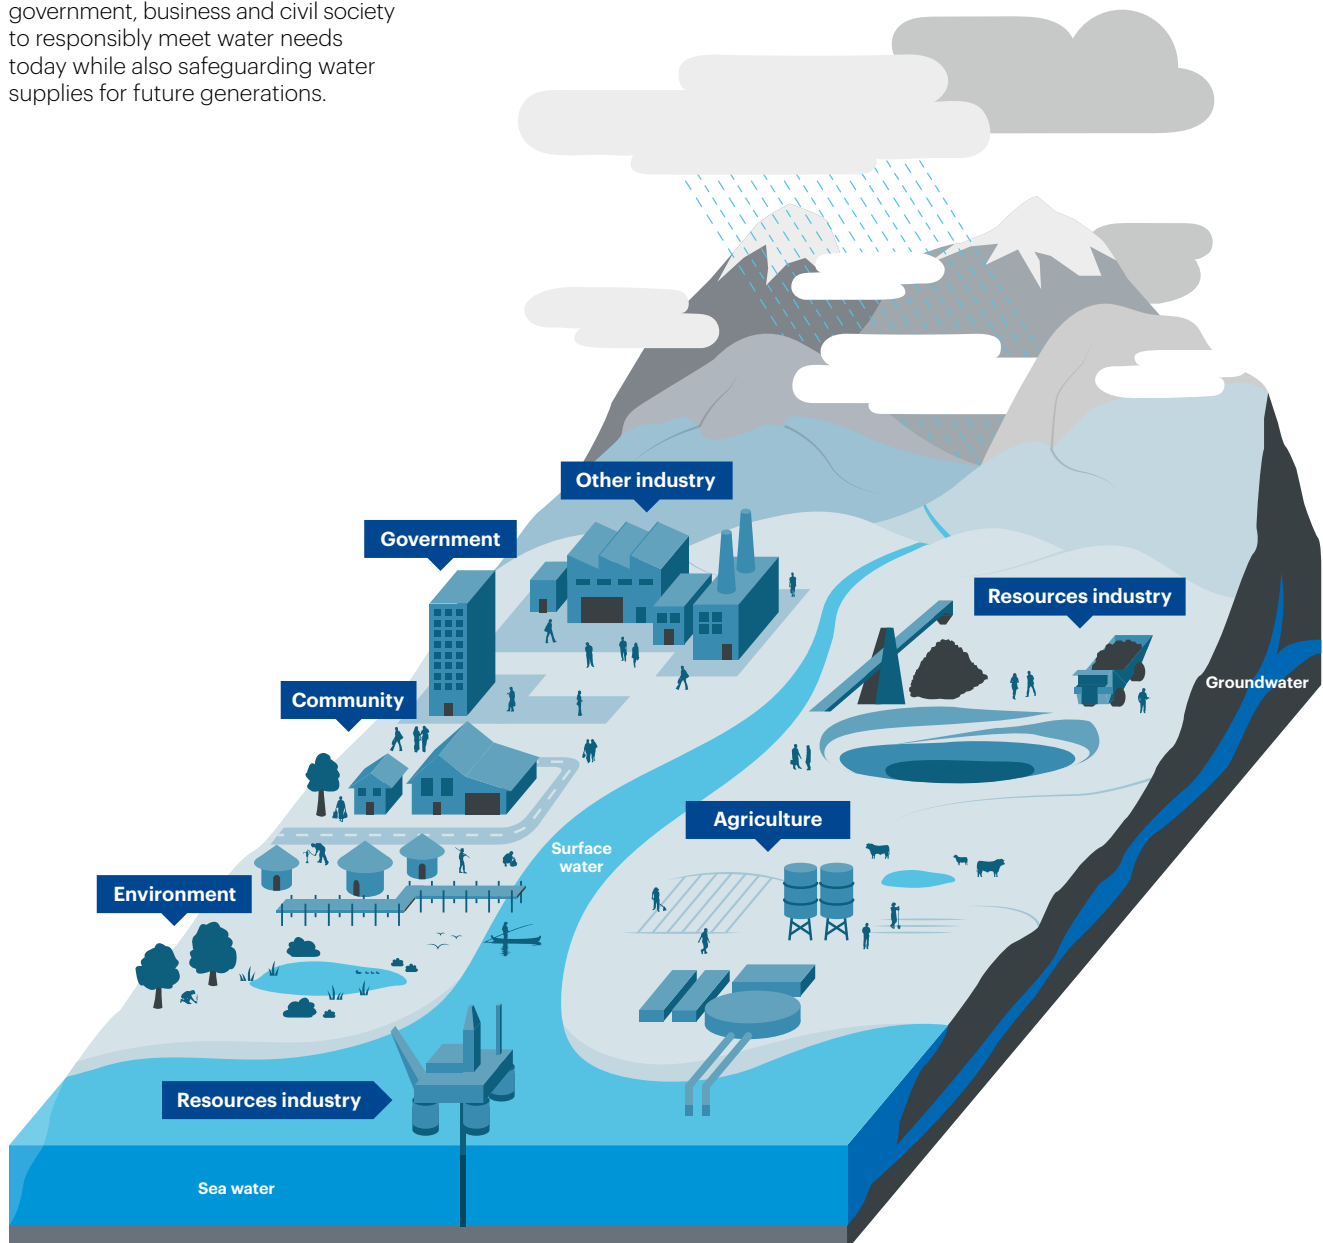 government, business and civil society
to responsibly meet water needs
today while also safeguarding water
supplies for future generations.
Other industry
Government
Resources industry
Groundwater
Community
Agriculture
Surface
water
Environment
Resources industry
Sea water